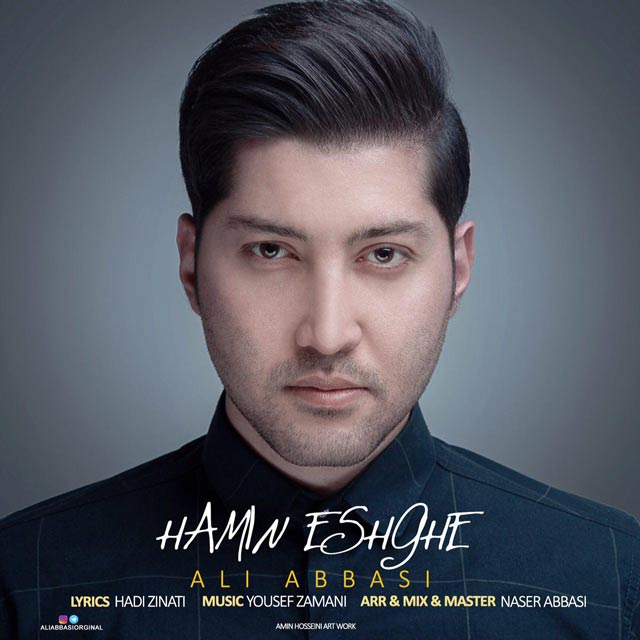 HAMIN ESHGHE
ALI ABBASI
LYRICS HADI ZINATI MUSIC YOUSEF ZAMANI ARR & MIX & MASTER NASER ABBASI
ALIABBASIORGINAL
AMIN HOSSEINI ART WORK